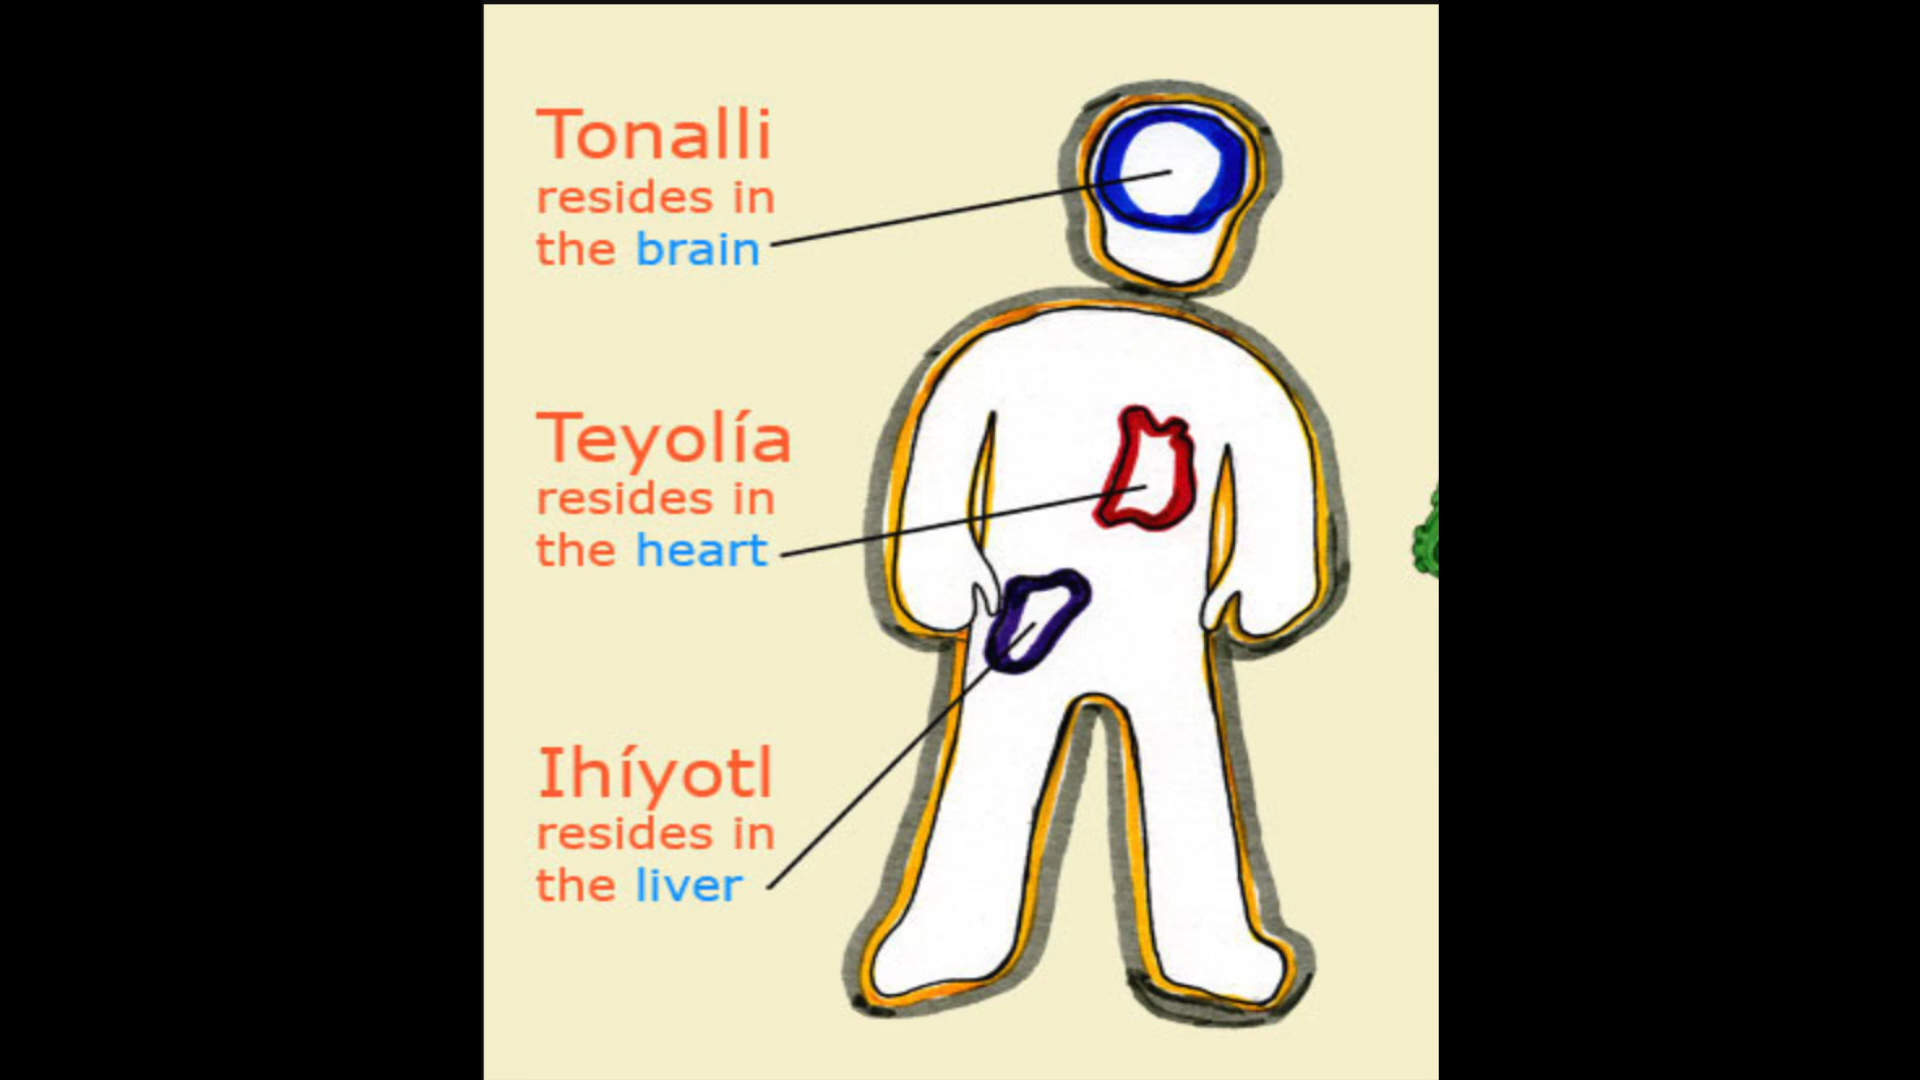 Tonalli
resides in
the brain
Teyolía
resides in
the heart
Ihíyotl
resides in
the liver